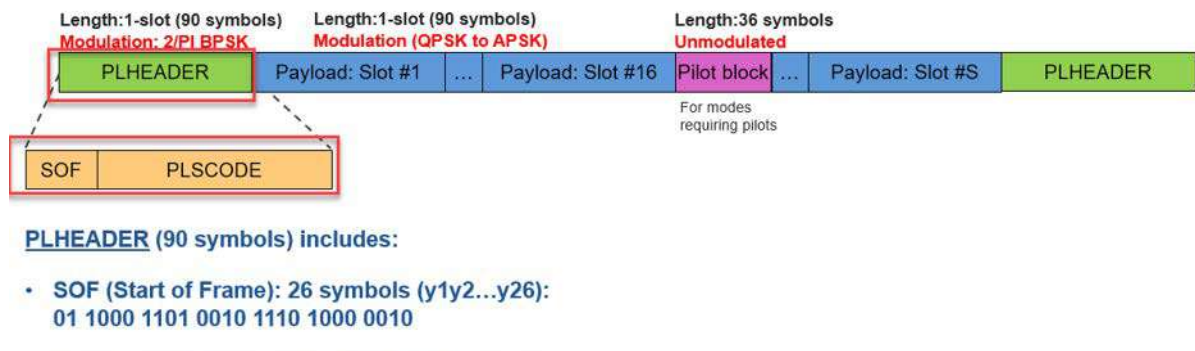 Length:1-slot (90 symbols) Length:1-slot (90 symbols) Length:36 symbols
Modulation: 2/PI BPSK Modulation (QPSK to APSK) Unmodulated
PLHEADER Payload: Slot #1 ... Payload: Slot #16 Pilot block ... Payload: Slot #S PLHEADER
For modes
requiring pilots
SOF PLSCODE
PLHEADER (90 symbols) includes:
• SOF (Start of Frame): 26 symbols (y1y2...y26):
01 1000 1101 0010 1110 1000 0010